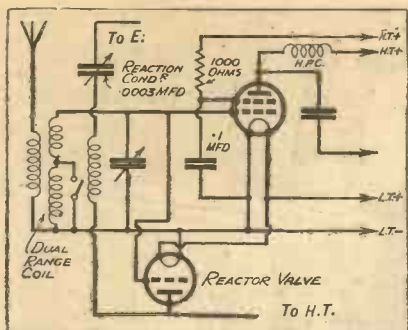 To E:
REACTION
COND^R
.0003 MFD
1000
OHMS
H.F.C.
H.T.+
H.T.+
.1
MFD
L.T.+
L.T.-
DUAL
RANGE
COIL
REACTOR VALVE
To H.T.